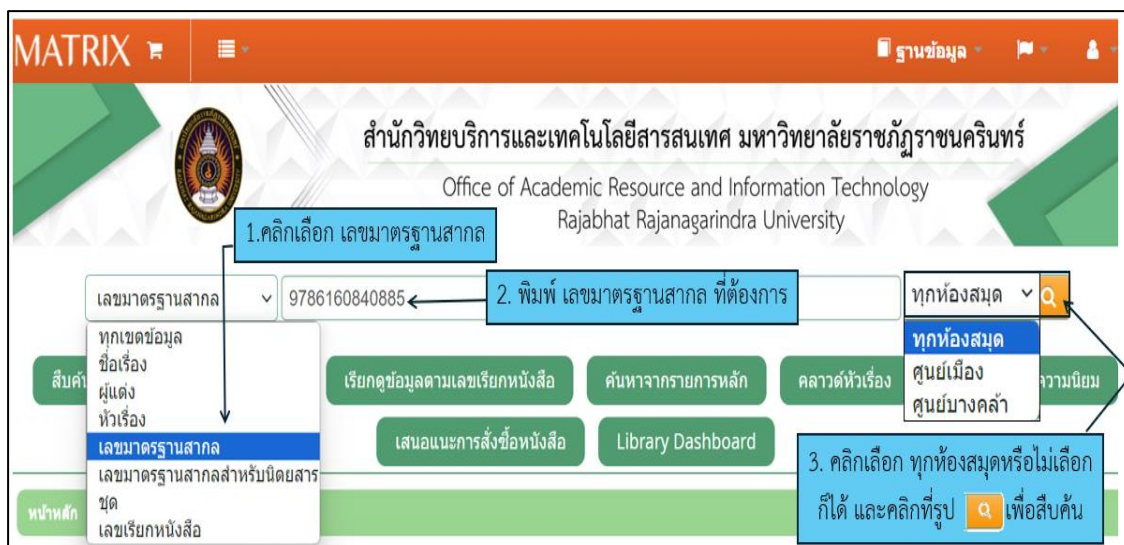 MATRIX
ฐานข้อมูล
สำนักวิทยบริการและเทคโนโลยีสารสนเทศ มหาวิทยาลัยราชภัฏราชนครินทร์
Office of Academic Resource and Information Technology
Rajabhat Rajanagarindra University
1.คลิกเลือก เลขมาตรฐานสากล
เลขมาตรฐานสากล
9786160840885
2. พิมพ์ เลขมาตรฐานสากล ที่ต้องการ
ทุกห้องสมุด
ทุกเขตข้อมูล
ชื่อเรื่อง
ผู้แต่ง
หัวเรื่อง
เลขมาตรฐานสากล
เลขมาตรฐานสากลสำหรับนิตยสาร
ชุด
เลขเรียกหนังสือ
ทุกห้องสมุด
ศูนย์เมือง
ศูนย์บางคล้า
เรียกดูข้อมูลตามเลขเรียกหนังสือ
ค้นหาจากรายการหลัก
คลาวด์หัวเรื่อง
เสนอแนะการสั่งซื้อหนังสือ
Library Dashboard
3. คลิกเลือก ทุกห้องสมุดหรือไม่เลือก
ก็ได้ และคลิกที่รูป เพื่อสืบค้น
หน้าหลัก